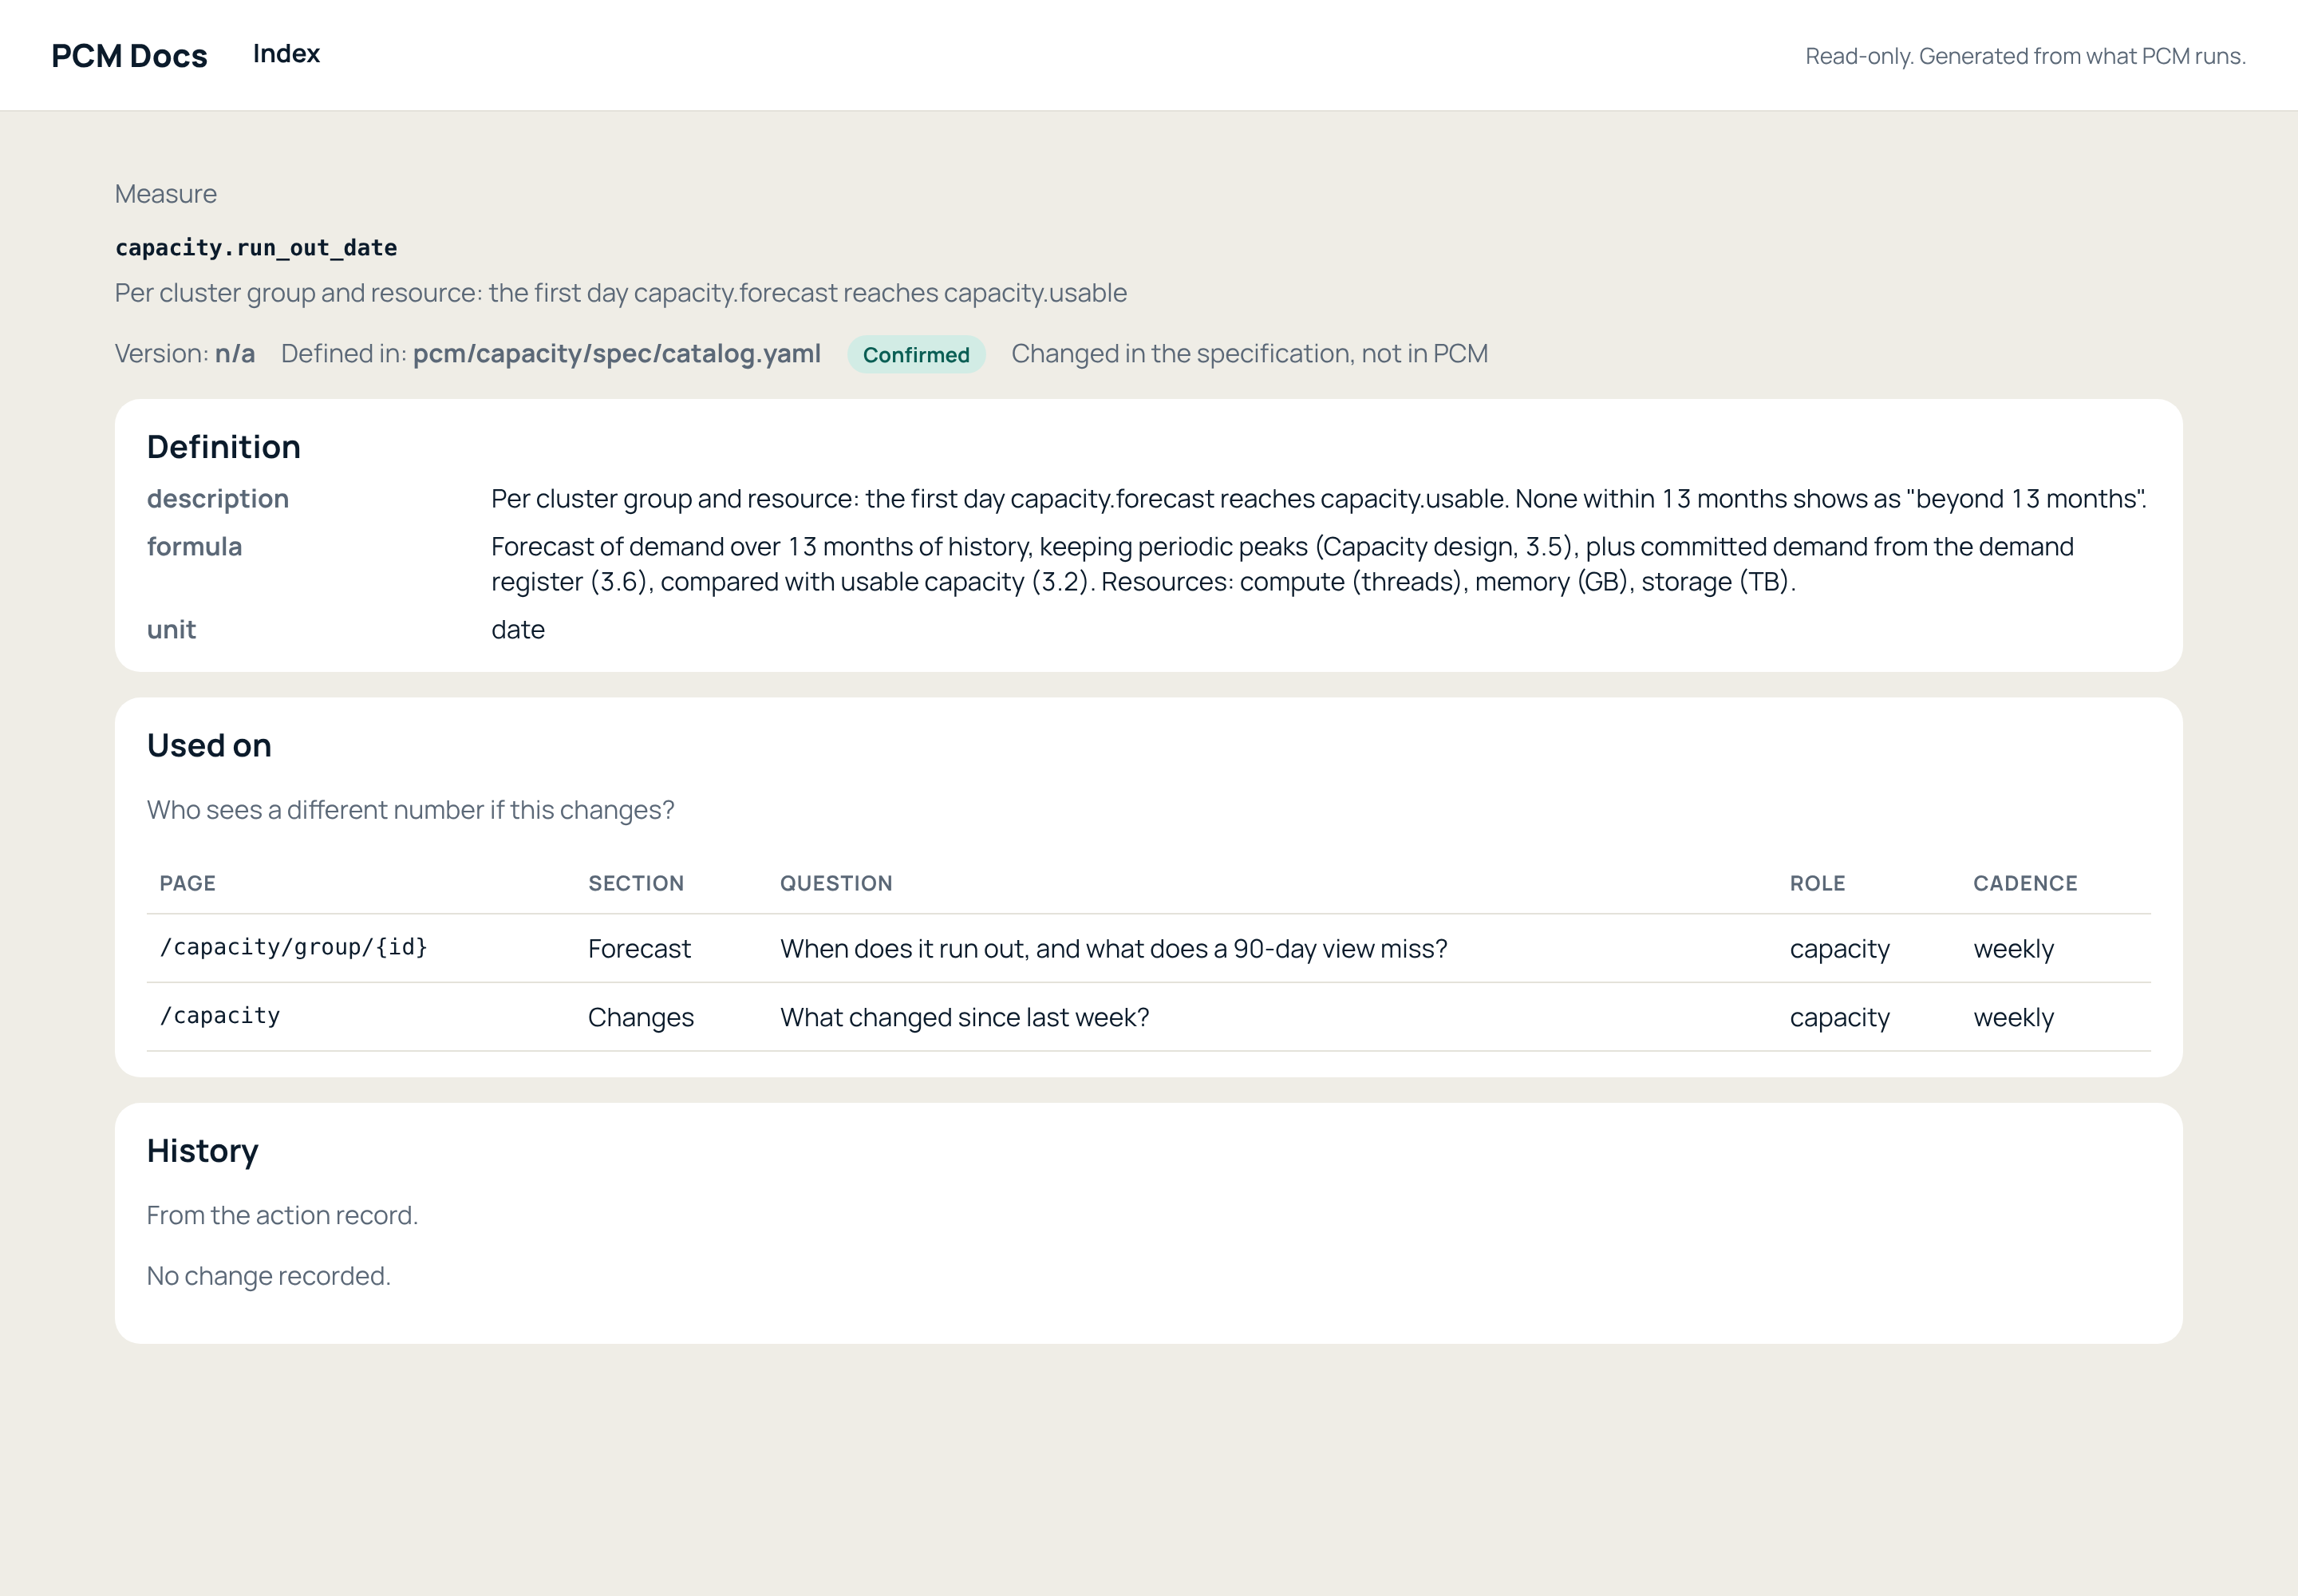 PCM Docs
Index
Read-only. Generated from what PCM runs.
Measure
capacity.run_out_date
Per cluster group and resource: the first day capacity.forecast reaches capacity.usable
Version: n/a Defined in: pcm/capacity/spec/catalog.yaml Confirmed Changed in the specification, not in PCM
Definition
description Per cluster group and resource: the first day capacity.forecast reaches capacity.usable. None within 13 months shows as "beyond 13 months".
formula Forecast of demand over 13 months of history, keeping periodic peaks (Capacity design, 3.5), plus committed demand from the demand
register (3.6), compared with usable capacity (3.2). Resources: compute (threads), memory (GB), storage (TB).
unit date
Used on
Who sees a different number if this changes?
PAGE SECTION QUESTION ROLE CADENCE
/capacity/group/{id} Forecast When does it run out, and what does a 90-day view miss? capacity weekly
/capacity Changes What changed since last week? capacity weekly
History
From the action record.
No change recorded.